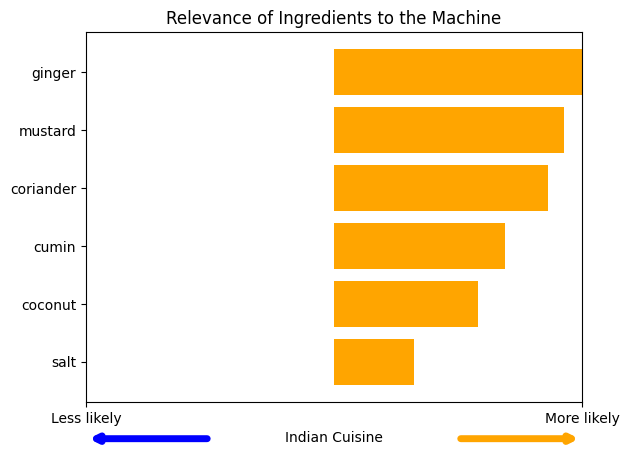 Relevance of Ingredients to the Machine
ginger
mustard
coriander
cumin
coconut
salt
Less likely
More likely
Indian Cuisine